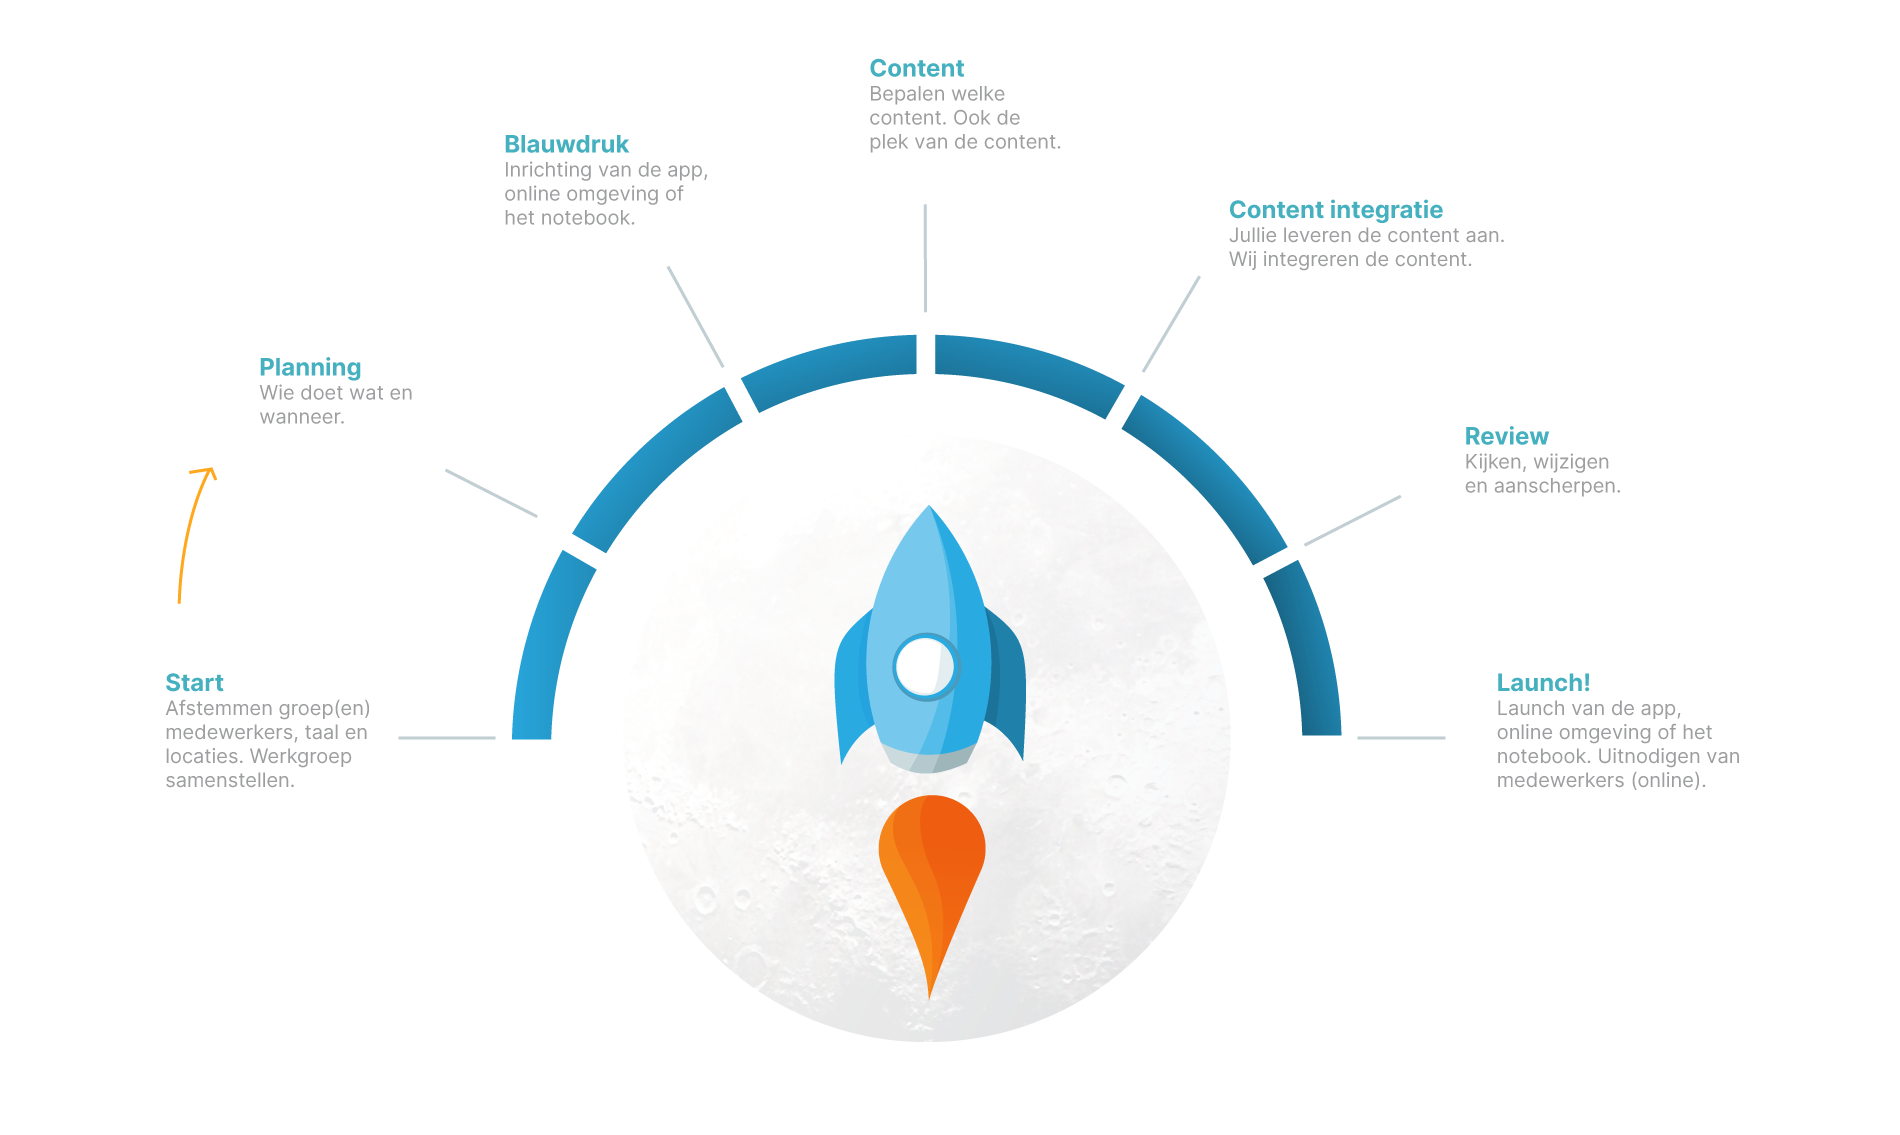 Start
Afstemmen groep(en)
medewerkers, taal en
locaties. Werkgroep
samenstellen.
Planning
Wie doet wat en
wanneer.
Blauwdruk
Inrichting van de app,
online omgeving of
het notebook.
Content
Bepalen welke
content. Ook de
plek van de content.
Content integratie
Jullie leveren de content aan.
Wij integreren de content.
Review
Kijken, wijzigen
en aanscherpen.
Launch!
Launch van de app,
online omgeving of het
notebook. Uitnodigen van
medewerkers (online).